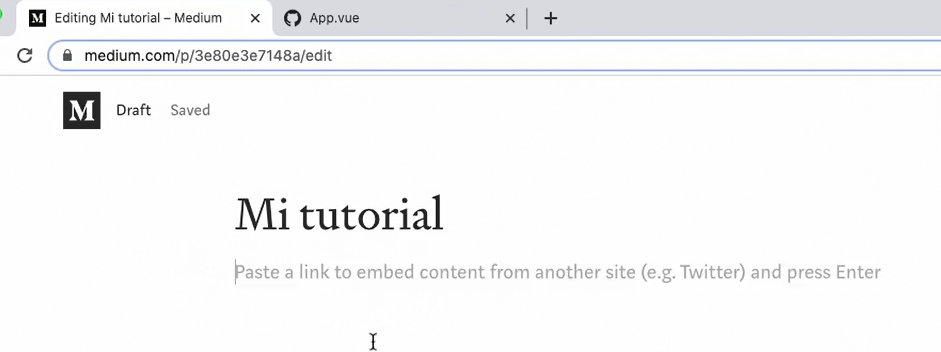 Editing Mi tutorial – Medium
App.vue
medium.com/p/3e80e3e7148a/edit
M Draft Saved
Mi tutorial
Paste a link to embed content from another site (e.g. Twitter) and press Enter